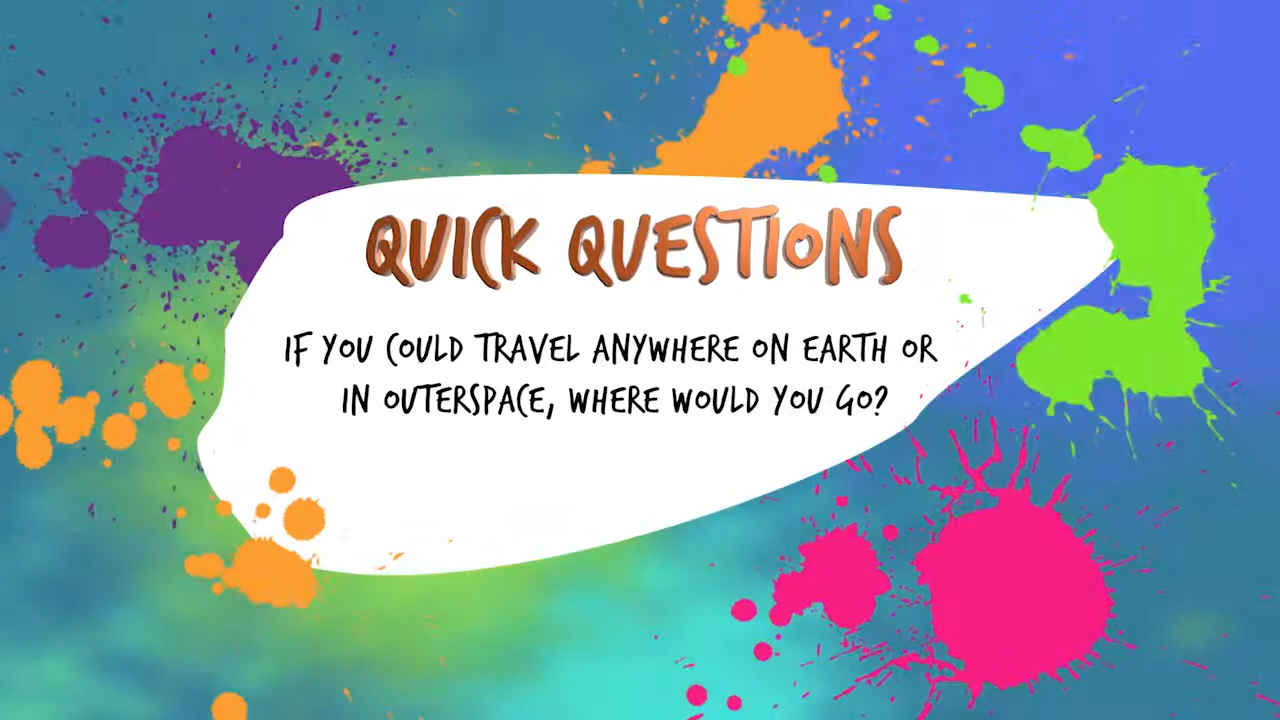 QUICK QUESTIONS
IF YOU COULD TRAVEL ANYWHERE ON EARTH OR
IN OUTERSPACE, WHERE WOULD YOU GO?